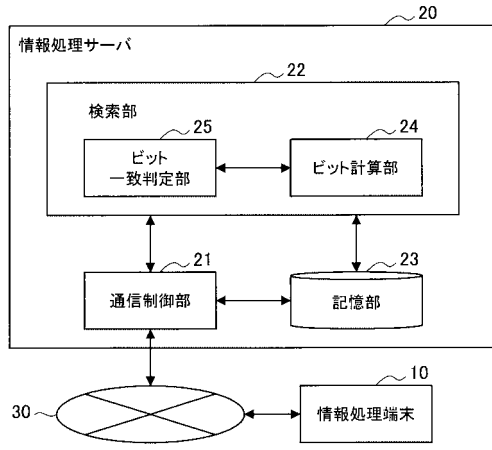 20
情報処理サーバ
22
検索部
25
24
ビット
一致判定部
ビット計算部
21
23
通信制御部
記憶部
10
30
情報処理端末